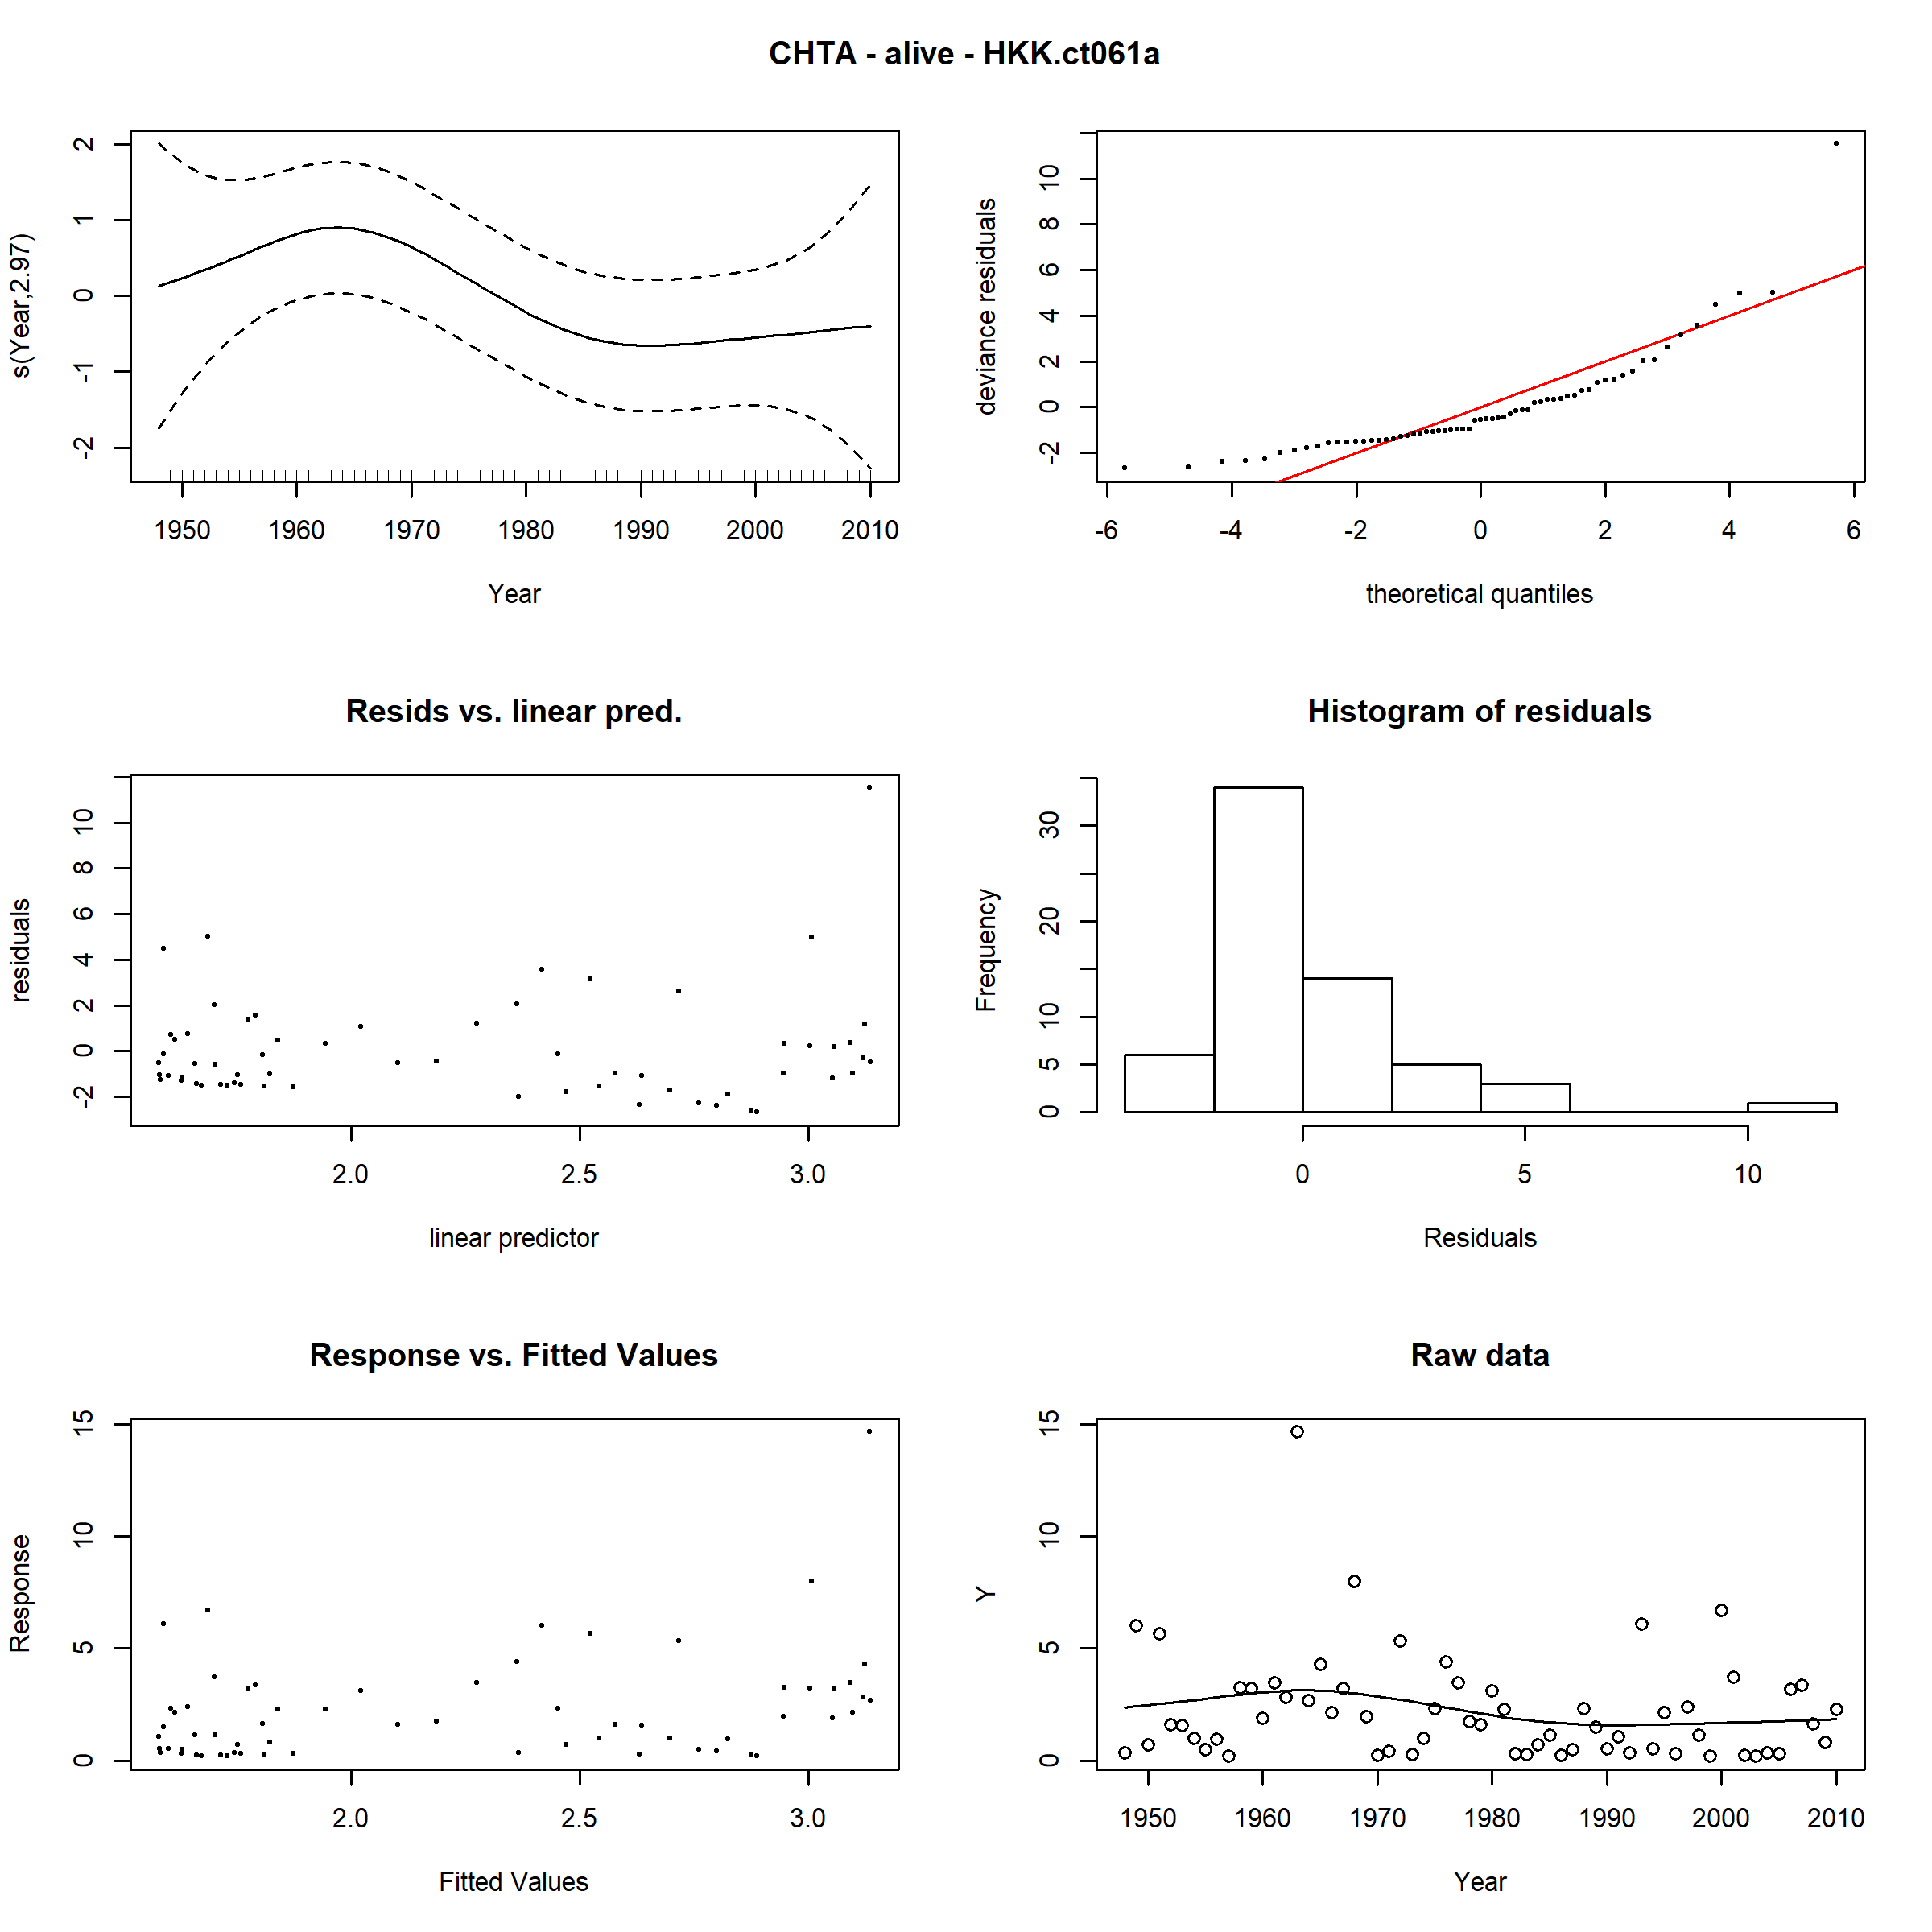 CHTA - alive - HKK.ct061a
s(Year,2.97)
2
1
0
-1
-2
1950 1960 1970 1980 1990 2000 2010
Year
deviance residuals
10
8
6
4
2
0
-2
-6 -4 -2 0 2 4 6
theoretical quantiles
Resids vs. linear pred.
residuals
10
8
6
4
2
0
-2
2.0 2.5 3.0
linear predictor
Histogram of residuals
Frequency
30
20
10
5
0
0 5 10
Residuals
Response vs. Fitted Values
Response
15
10
5
0
2.0 2.5 3.0
Fitted Values
Raw data
Y
15
10
5
0
1950 1960 1970 1980 1990 2000 2010
Year